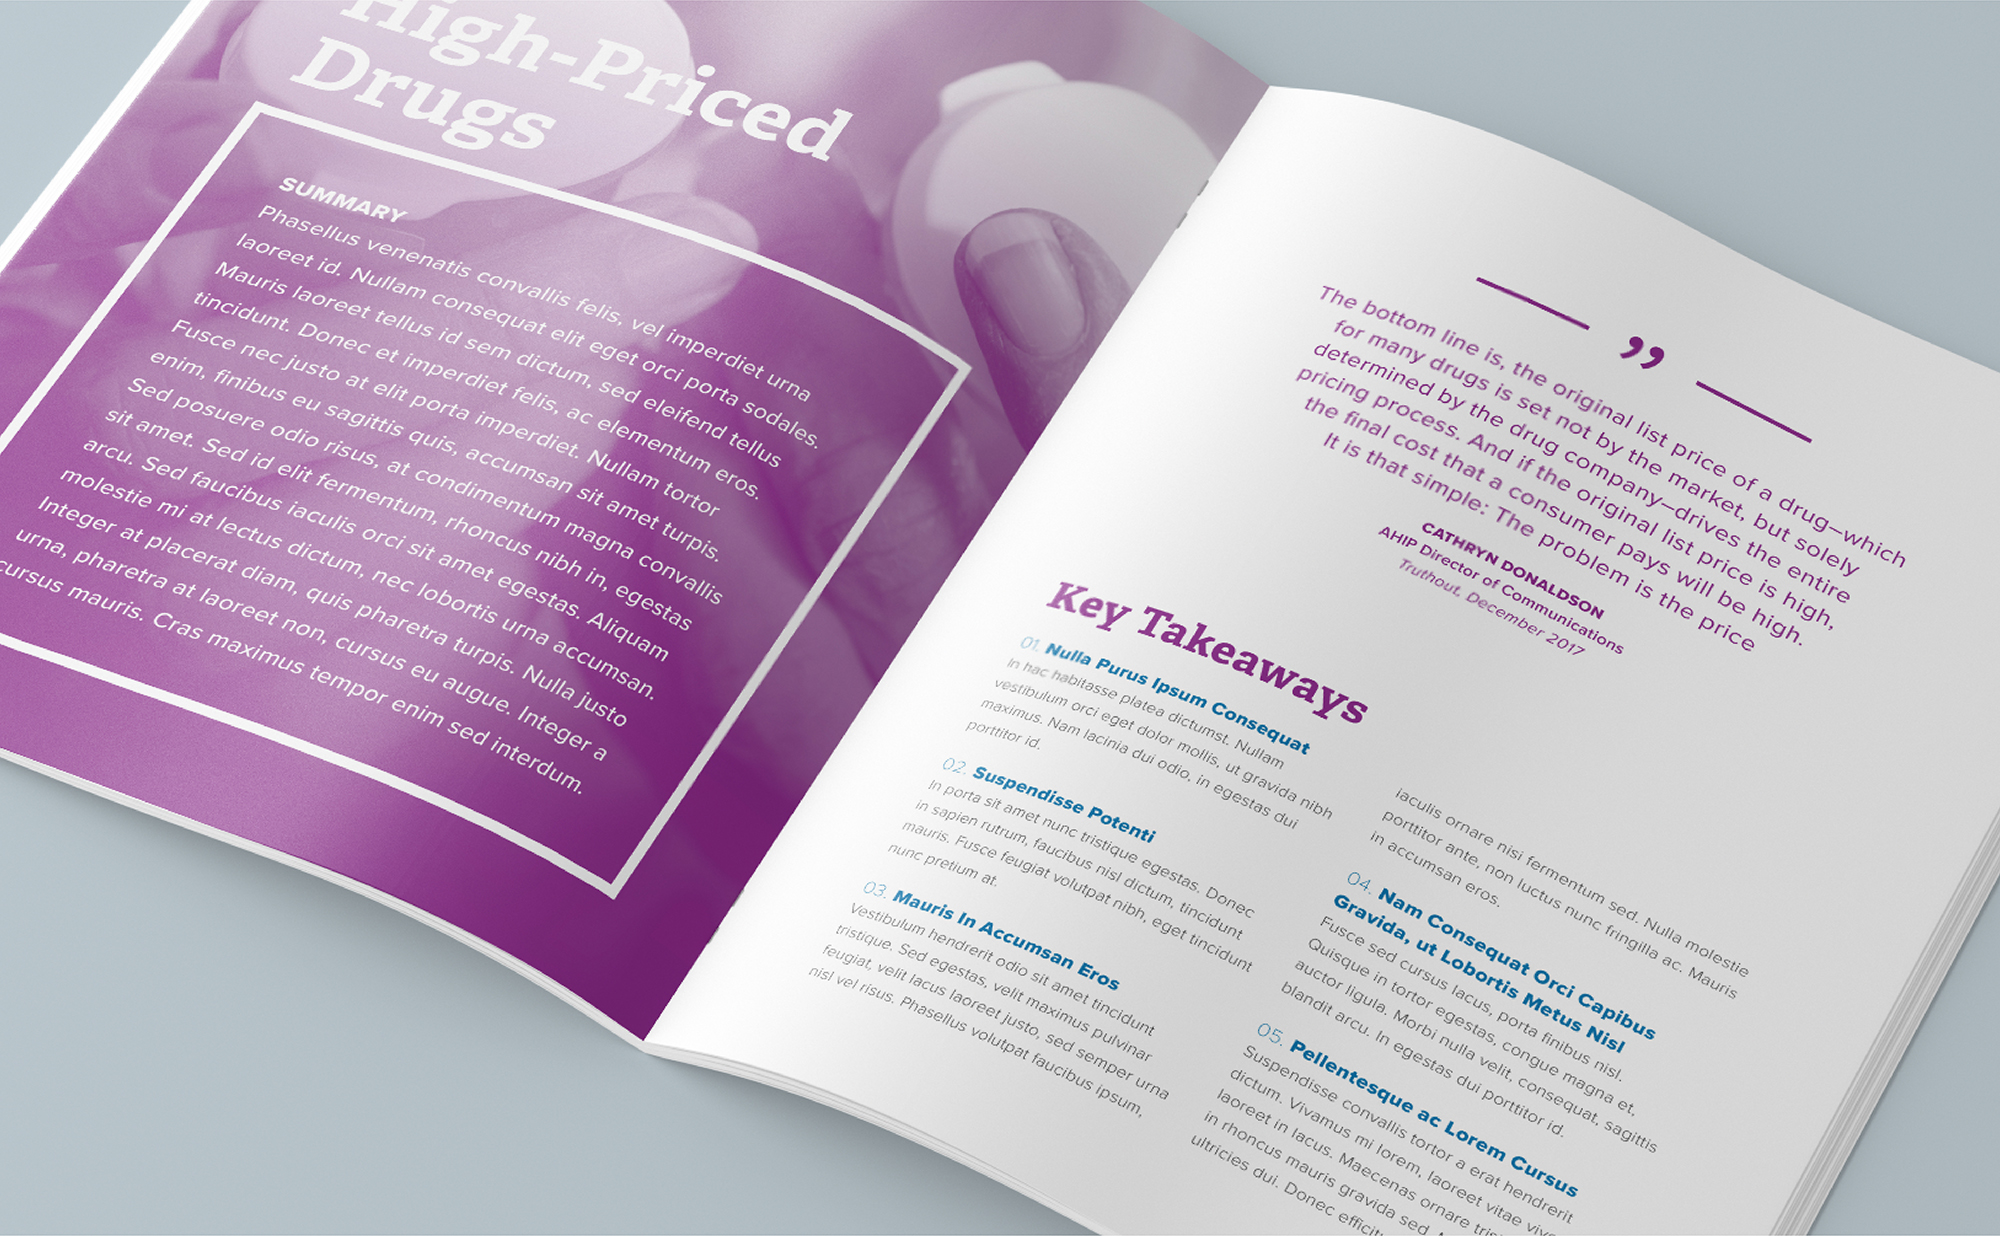 High-Priced
Drugs
SUMMARY
Phasellus venenatis convallis felis, vel imperdiet urna
laoreet id. Nullam consequat elit eget orci porta sodales.
Mauris laoreet tellus id sem dictum, sed eleifend tellus
tincidunt. Donec et imperdiet felis, ac elementum eros.
Fusce nec justo at elit porta imperdiet. Nullam tortor
enim, finibus eu sagittis quis, accumsan sit amet turpis.
Sed posuere odio risus, at condimentum magna convallis
sit amet. Sed id elit fermentum, rhoncus nibh in, egestas
arcu. Sed faucibus iaculis orci sit amet egestas. Aliquam
molestie mi at lectus dictum, nec lobortis urna accumsan.
Integer at placerat diam, quis pharetra turpis. Nulla justo
urna, pharetra at laoreet non, cursus eu augue. Integer a
cursus mauris. Cras maximus tempor enim sed interdum.
”
The bottom line is, the original list price of a drug—which
for many drugs is set not by the market, but solely
determined by the drug company—drives the entire
pricing process. And if the original list price is high,
the final cost that a consumer pays will be high.
It is that simple: The problem is the price
CATHRYN DONALDSON
AHIP Director of Communications
Truthout, December 2017
Key Takeaways
01. Nulla Purus Ipsum Consequat
In hac habitasse platea dictumst. Nullam
vestibulum orci eget dolor mollis, ut gravida nibh
maximus. Nam lacinia dui odio, in egestas dui
porttitor id.
02. Suspendisse Potenti
In porta sit amet nunc tristique egestas. Donec
in sapien rutrum, faucibus nisl dictum, tincidunt
mauris. Fusce feugiat volutpat nibh, eget tincidunt
nunc pretium at.
03. Mauris In Accumsan Eros
Vestibulum hendrerit odio sit amet tincidunt
tristique. Sed egestas, velit maximus pulvinar
feugiat, velit lacus laoreet justo, sed semper urna
nisl vel risus. Phasellus volutpat faucibus ipsum,
iaculis ornare nisi fermentum sed. Nulla molestie
porttitor ante, non luctus nunc fringilla ac. Mauris
in accumsan eros.
04. Nam Consequat Orci Capibus
Gravida, ut Lobortis Metus Nisl
Fusce sed cursus lacus, porta finibus nisl.
Quisque in tortor egestas, congue magna et,
auctor ligula. Morbi nulla velit, consequat, sagittis
blandit arcu. In egestas dui porttitor id.
05. Pellentesque ac Lorem Cursus
Suspendisse convallis tortor a erat hendrerit
dictum. Vivamus mi lorem, laoreet vitae
laoreet in lacus. Maecenas ornare
in rhoncus mauris gravida sed.
ultricies dui. Donec